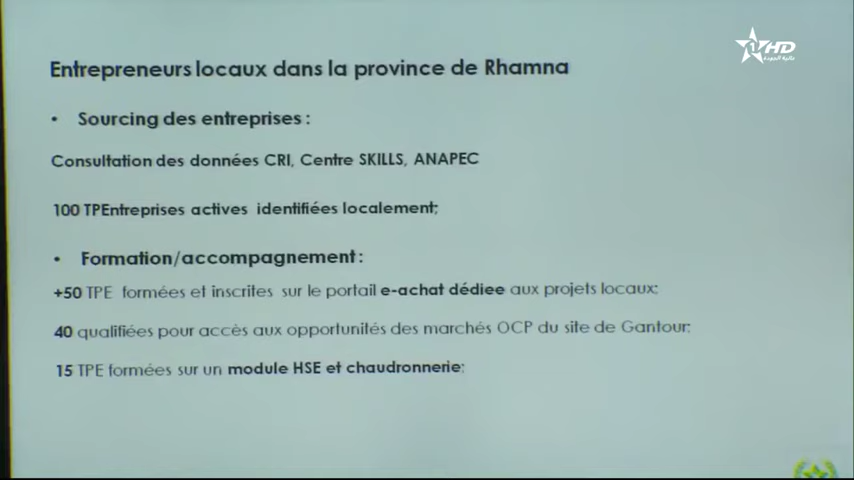 HD
عالية الجودة
Entrepreneurs locaux dans la province de Rhamna
• Sourcing des entreprises :
Consultation des données CRI, Centre SKILLS, ANAPEC
100 TPEntreprises actives identifiées localement;
• Formation/accompagnement :
+50 TPE formées et inscrites sur le portail e-achat dédiee aux projets locaux;
40 qualifiées pour accès aux opportunités des marchés OCP du site de Gantour;
15 TPE formées sur un module HSE et chaudronnerie;